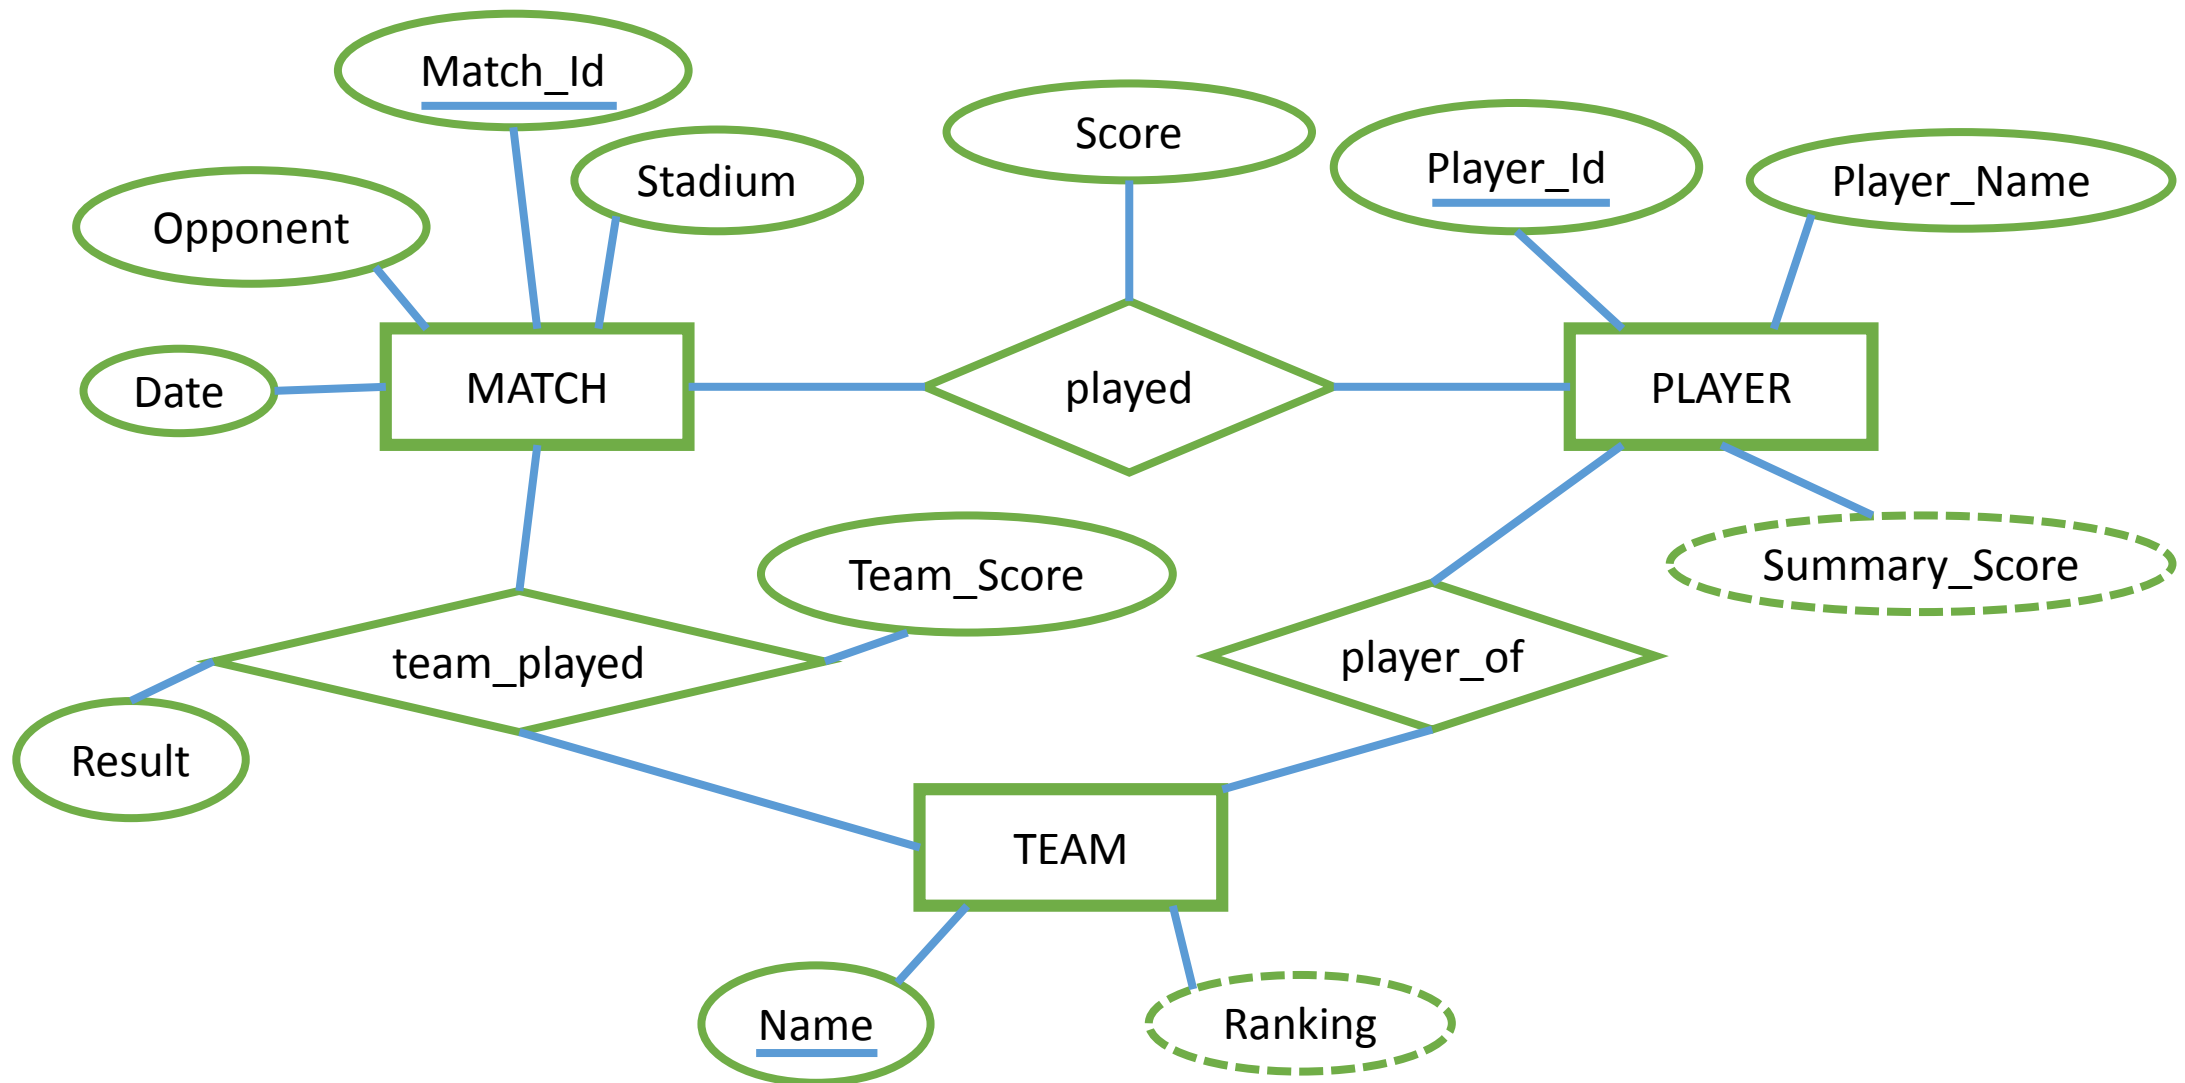 Match_Id
Score
Player_Id
Player_Name
Stadium
Opponent
Date
MATCH
played
PLAYER
Team_Score
Summary_Score
team_played
player_of
Result
TEAM
Name
Ranking